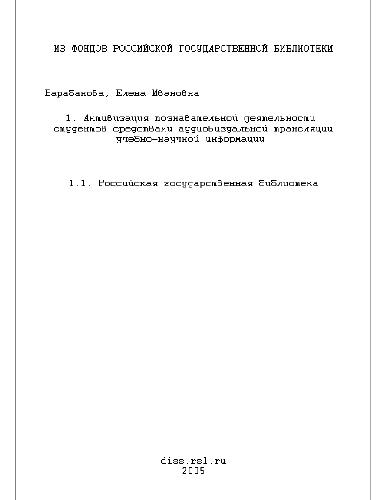 ИЗ ФОНДОВ РОССИЙСКОЙ ГОСУДАРСТВЕННОЙ БИБЛИОТЕКИ
Барабанова, Елена Ивановна
1. Активизация познавательной деятельности
студентов средствами аудиовизуальной трансляции
учебно-научной информации
1.1. Российская государственная библиотека
diss.rsl.ru
2005